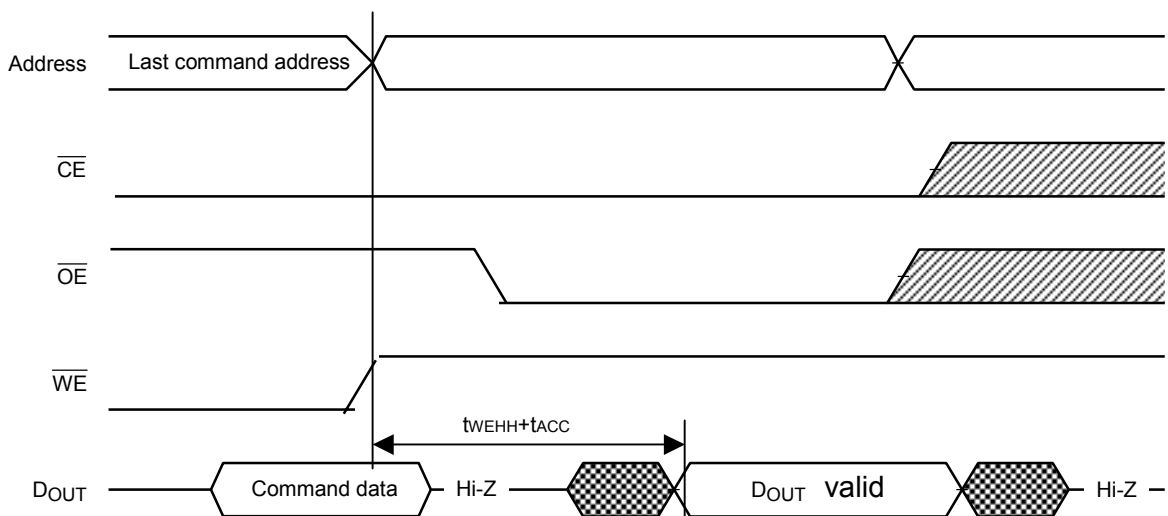 Address Last command address
CE
OE
WE
tWEHH+tACC
DOUT Command data Hi-Z DOUT valid Hi-Z